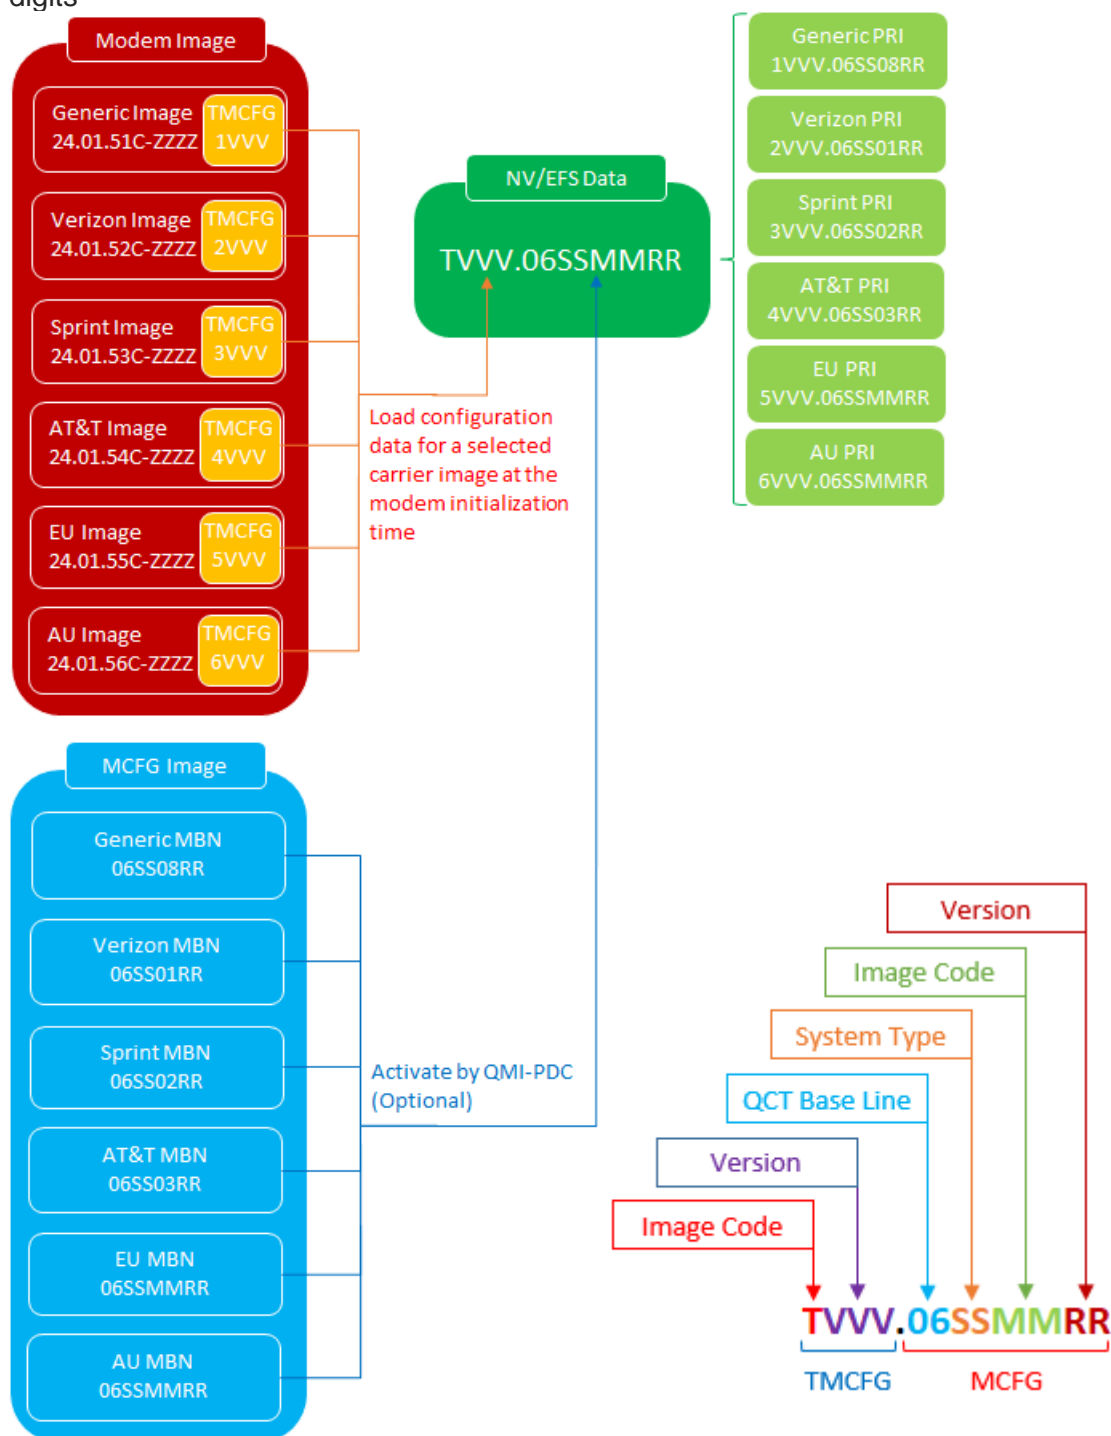 digits
Modem Image
Generic Image
24.01.51C-ZZZZ
TMCFG
1VVV
Verizon Image
24.01.52C-ZZZZ
TMCFG
2VVV
Sprint Image
24.01.53C-ZZZZ
TMCFG
3VVV
AT&T Image
24.01.54C-ZZZZ
TMCFG
4VVV
EU Image
24.01.55C-ZZZZ
TMCFG
5VVV
AU Image
24.01.56C-ZZZZ
TMCFG
6VVV
Load configuration
data for a selected
carrier image at the
modem initialization
time
NV/EFS Data
TVVV.06SSMMRR
Generic PRI
1VVV.06SS08RR
Verizon PRI
2VVV.06SS01RR
Sprint PRI
3VVV.06SS02RR
AT&T PRI
4VVV.06SS03RR
EU PRI
5VVV.06SSMMRR
AU PRI
6VVV.06SSMMRR
MCFG Image
Generic MBN
06SS08RR
Verizon MBN
06SS01RR
Sprint MBN
06SS02RR
AT&T MBN
06SS03RR
EU MBN
06SSMMRR
AU MBN
06SSMMRR
Activate by QMI-PDC
(Optional)
Version
Image Code
System Type
QCT Base Line
Version
Image Code
TVVV.06SSMMRR
TMCFG
MCFG